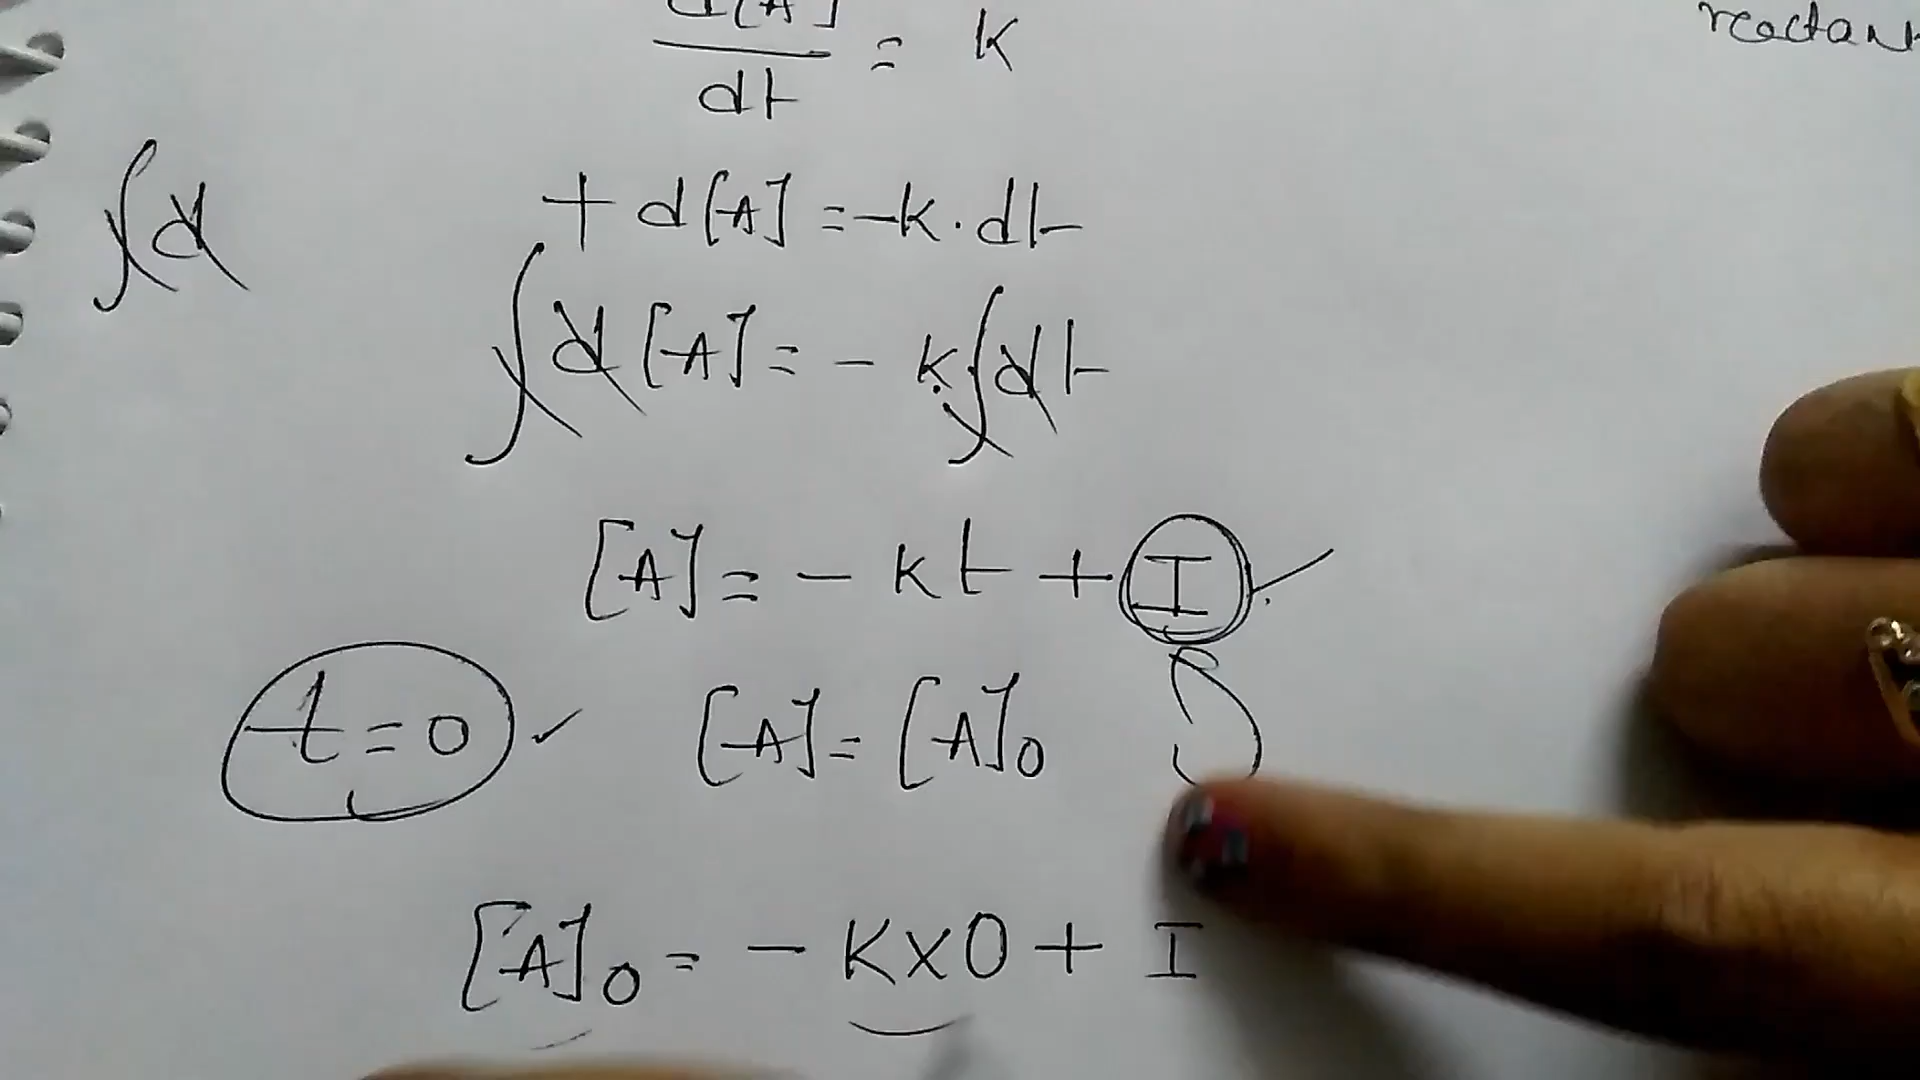 d[A]
reactan
= K
dt
+ d[A] = -K.dt
∫d
∫d[A] = - K.∫dt
[A] = - Kt + I
t=0 [A] = [A]0
[A]0 = - K×0 + I